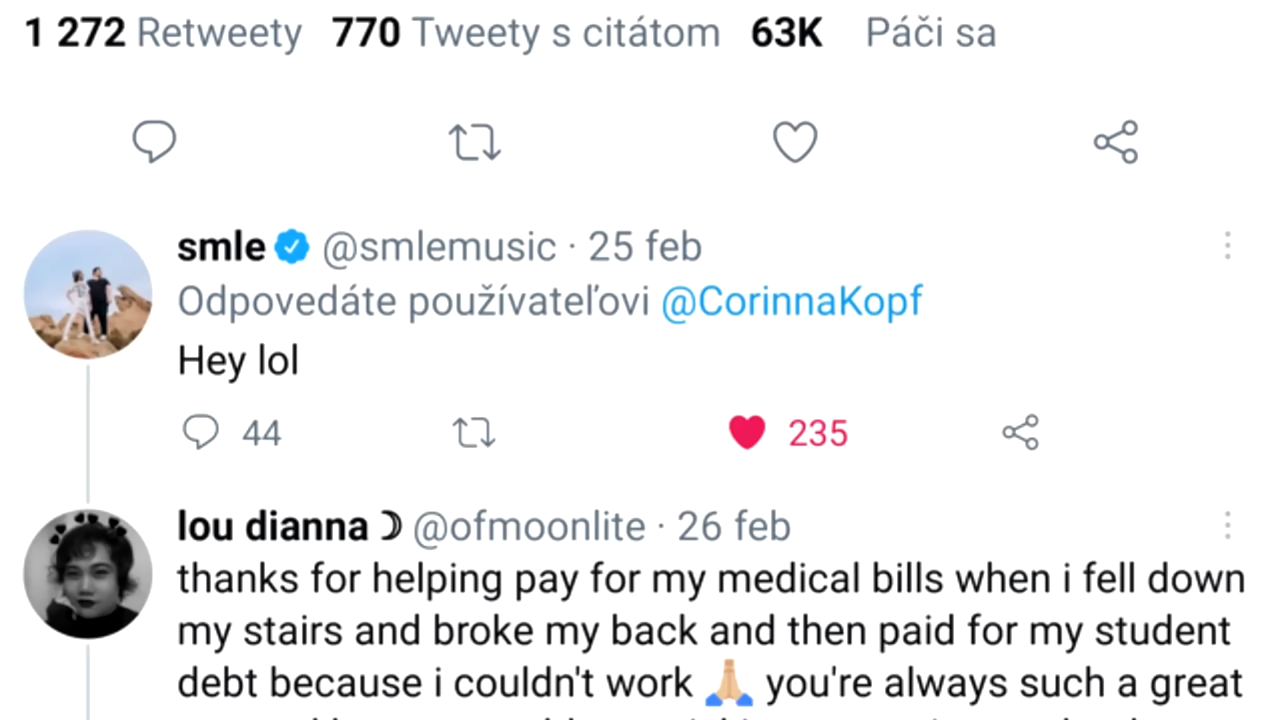 1 272 Retweety 770 Tweety s citátom 63K Páči sa
smle @smlemusic · 25 feb
Odpovedáte používateľovi @CorinnaKopf
Hey lol
44 235
lou dianna☽ @ofmoonlite · 26 feb
thanks for helping pay for my medical bills when i fell down
my stairs and broke my back and then paid for my student
debt because i couldn't work 🙏🏼 you're always such a great